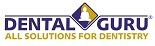 DENTAL GURU®
ALL SOLUTIONS FOR DENTISTRY